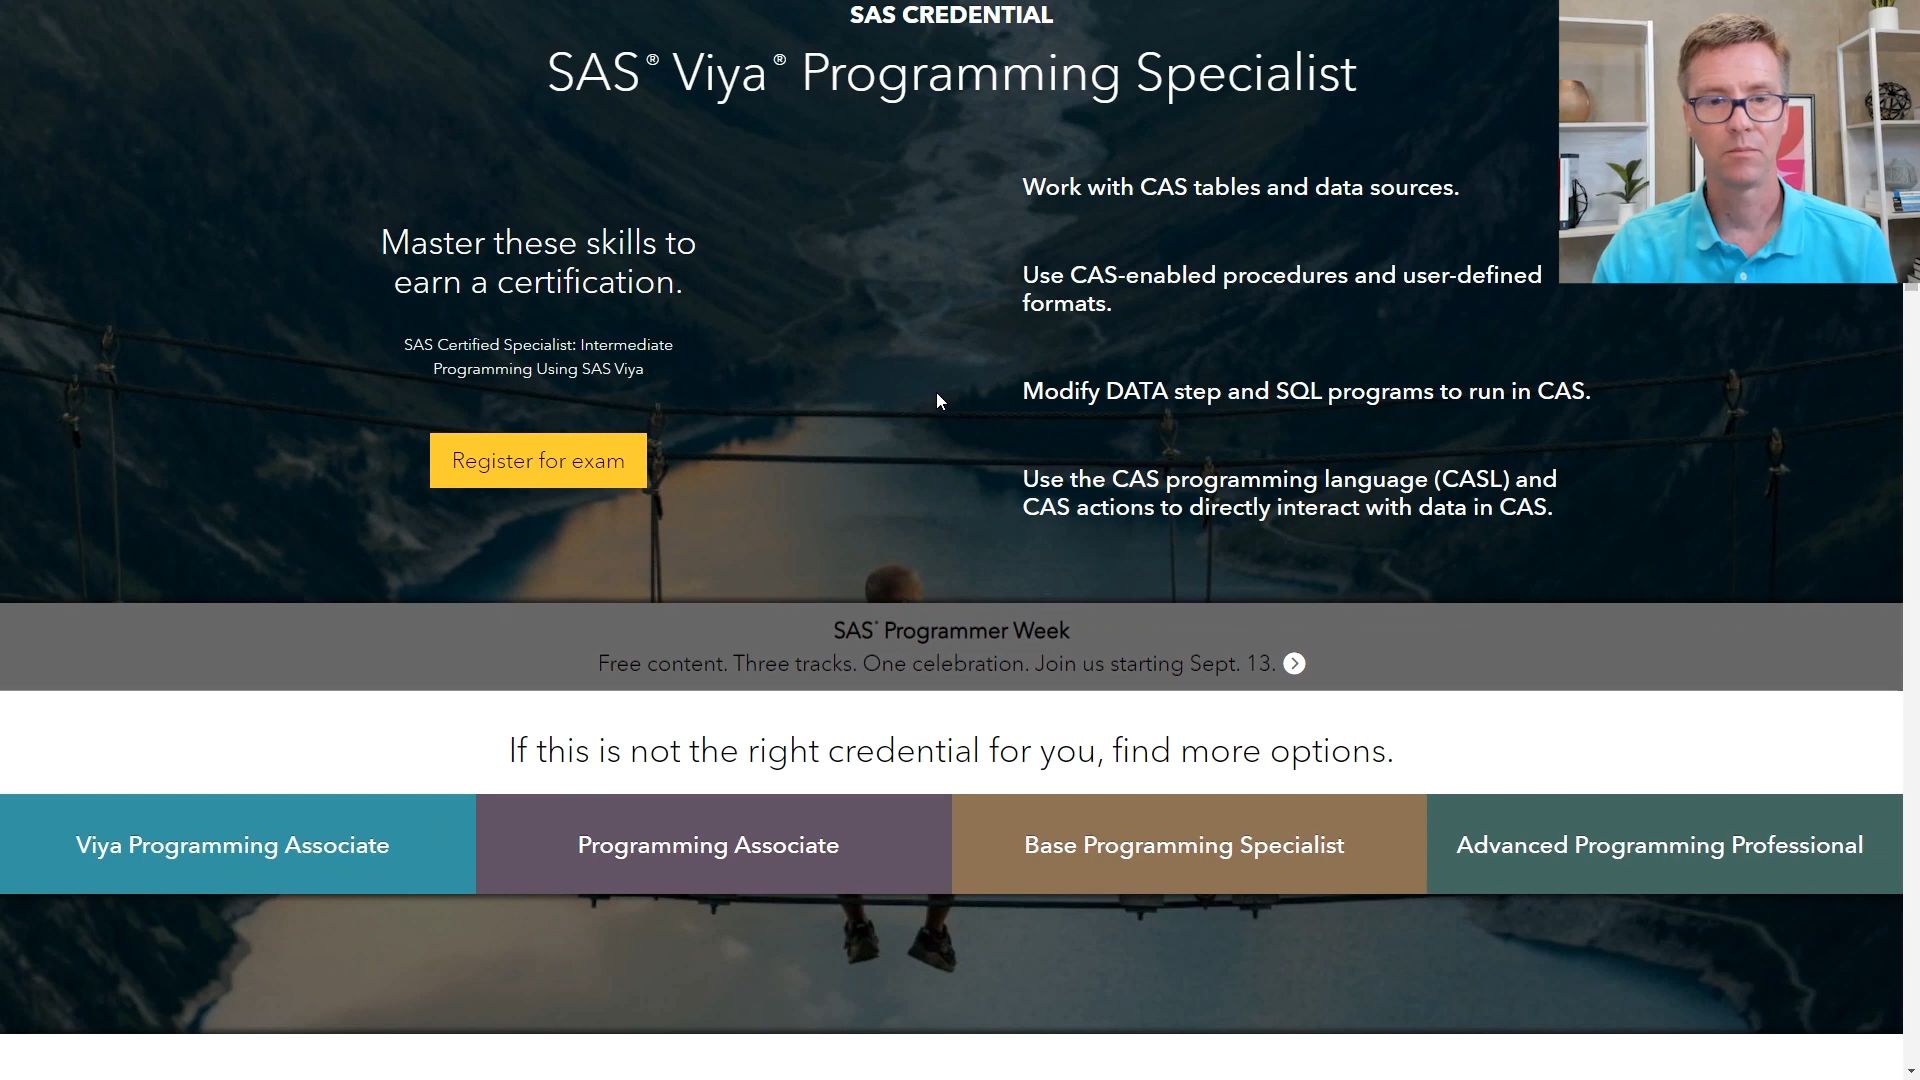 SAS CREDENTIAL
SAS® Viya® Programming Specialist
Master these skills to
earn a certification.
SAS Certified Specialist: Intermediate
Programming Using SAS Viya
Register for exam
Work with CAS tables and data sources.
Use CAS-enabled procedures and user-defined
formats.
Modify DATA step and SQL programs to run in CAS.
Use the CAS programming language (CASL) and
CAS actions to directly interact with data in CAS.
SAS® Programmer Week
Free content. Three tracks. One celebration. Join us starting Sept. 13.
If this is not the right credential for you, find more options.
Viya Programming Associate
Programming Associate
Base Programming Specialist
Advanced Programming Professional